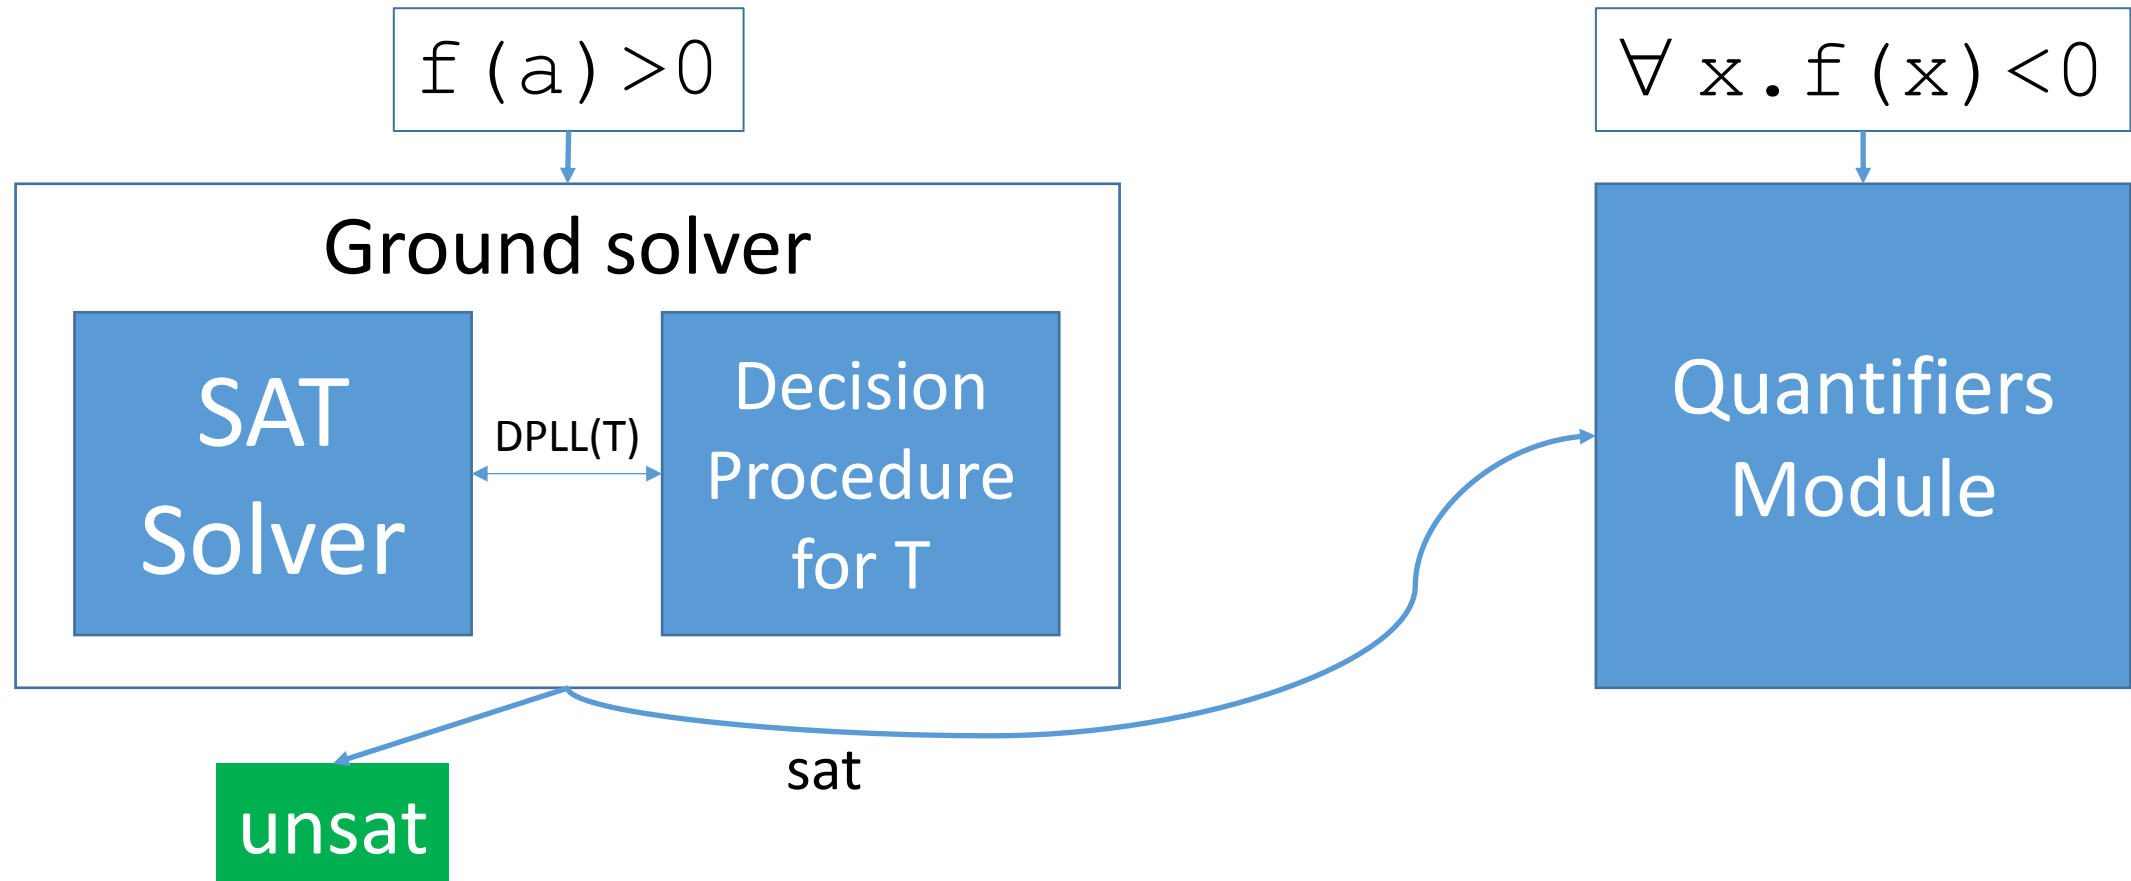 f(a)>0
∀ x.f(x)<0
Ground solver
SAT
Solver
DPLL(T)
Decision
Procedure
for T
Quantifiers
Module
sat
unsat